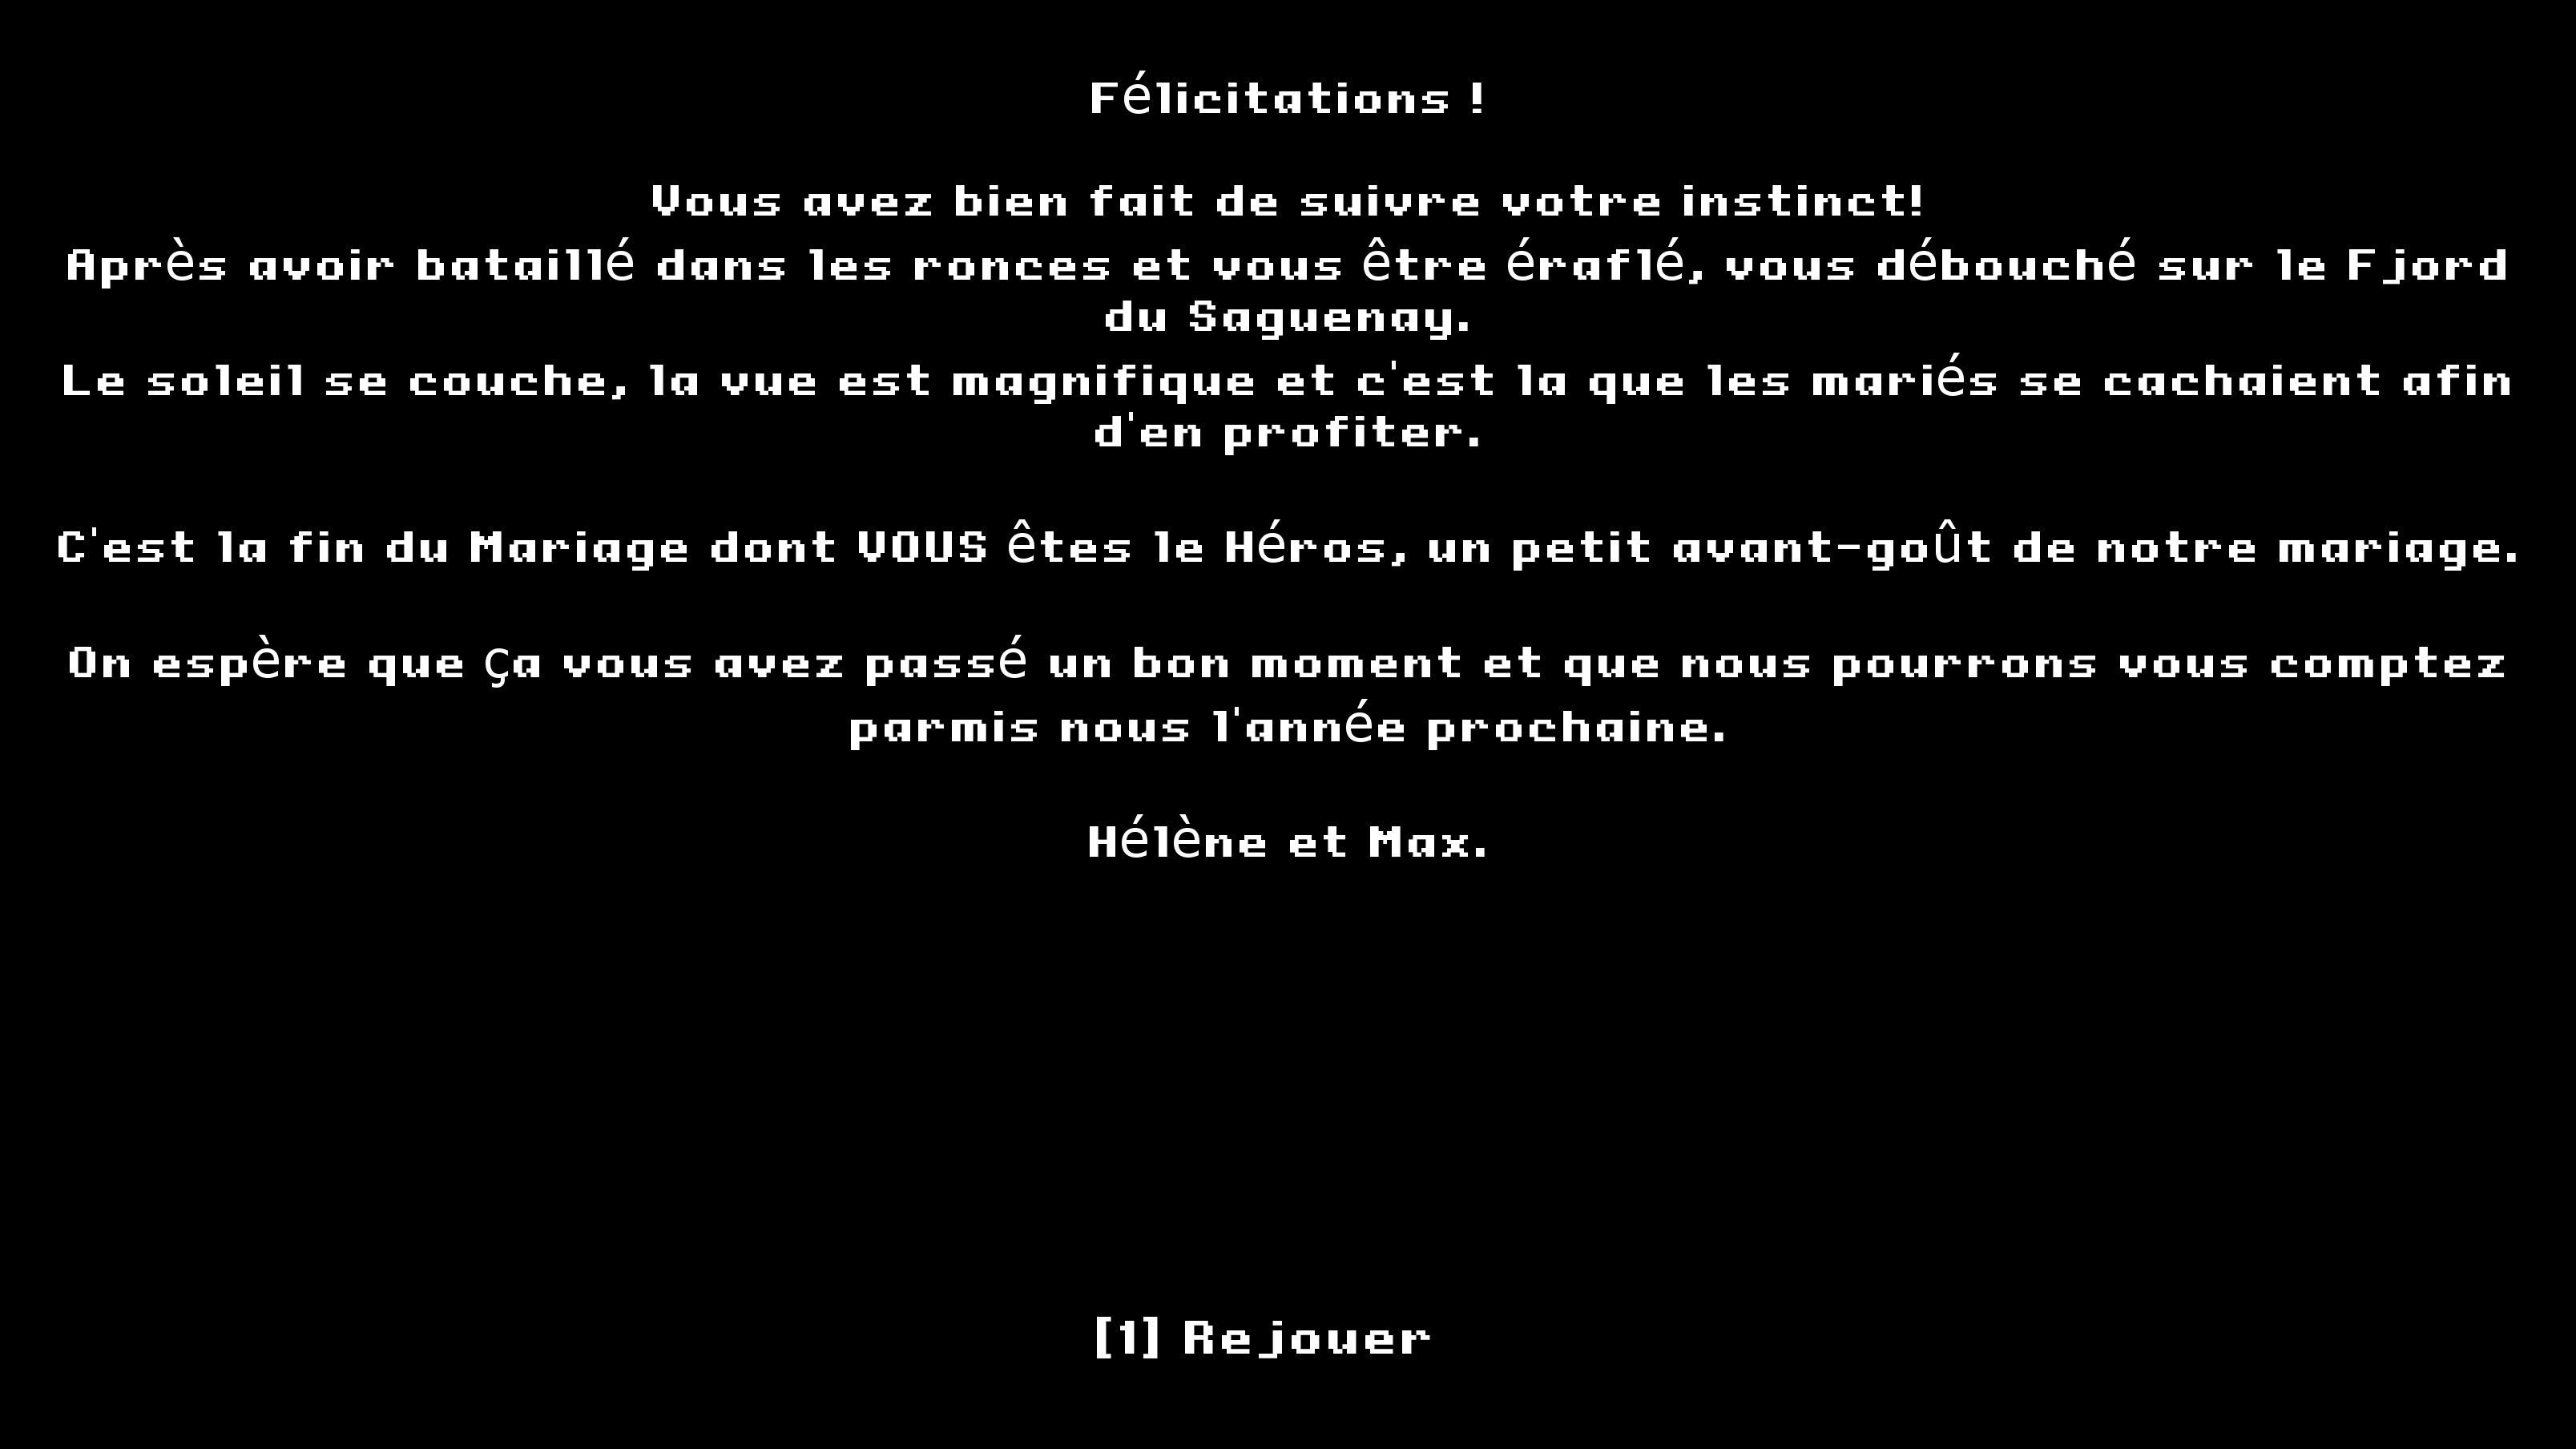 Félicitations !
Vous avez bien fait de suivre votre instinct!
Après avoir bataillé dans les ronces et vous être éraflé, vous débouché sur le Fjord
du Saguenay.
Le soleil se couche, la vue est magnifique et c'est la que les mariés se cachaient afin
d'en profiter.
C'est la fin du Mariage dont VOUS êtes le Héros, un petit avant-goût de notre mariage.
On espère que ça vous avez passé un bon moment et que nous pourrons vous comptez
parmis nous l'année prochaine.
Hélène et Max.
[1] Rejouer